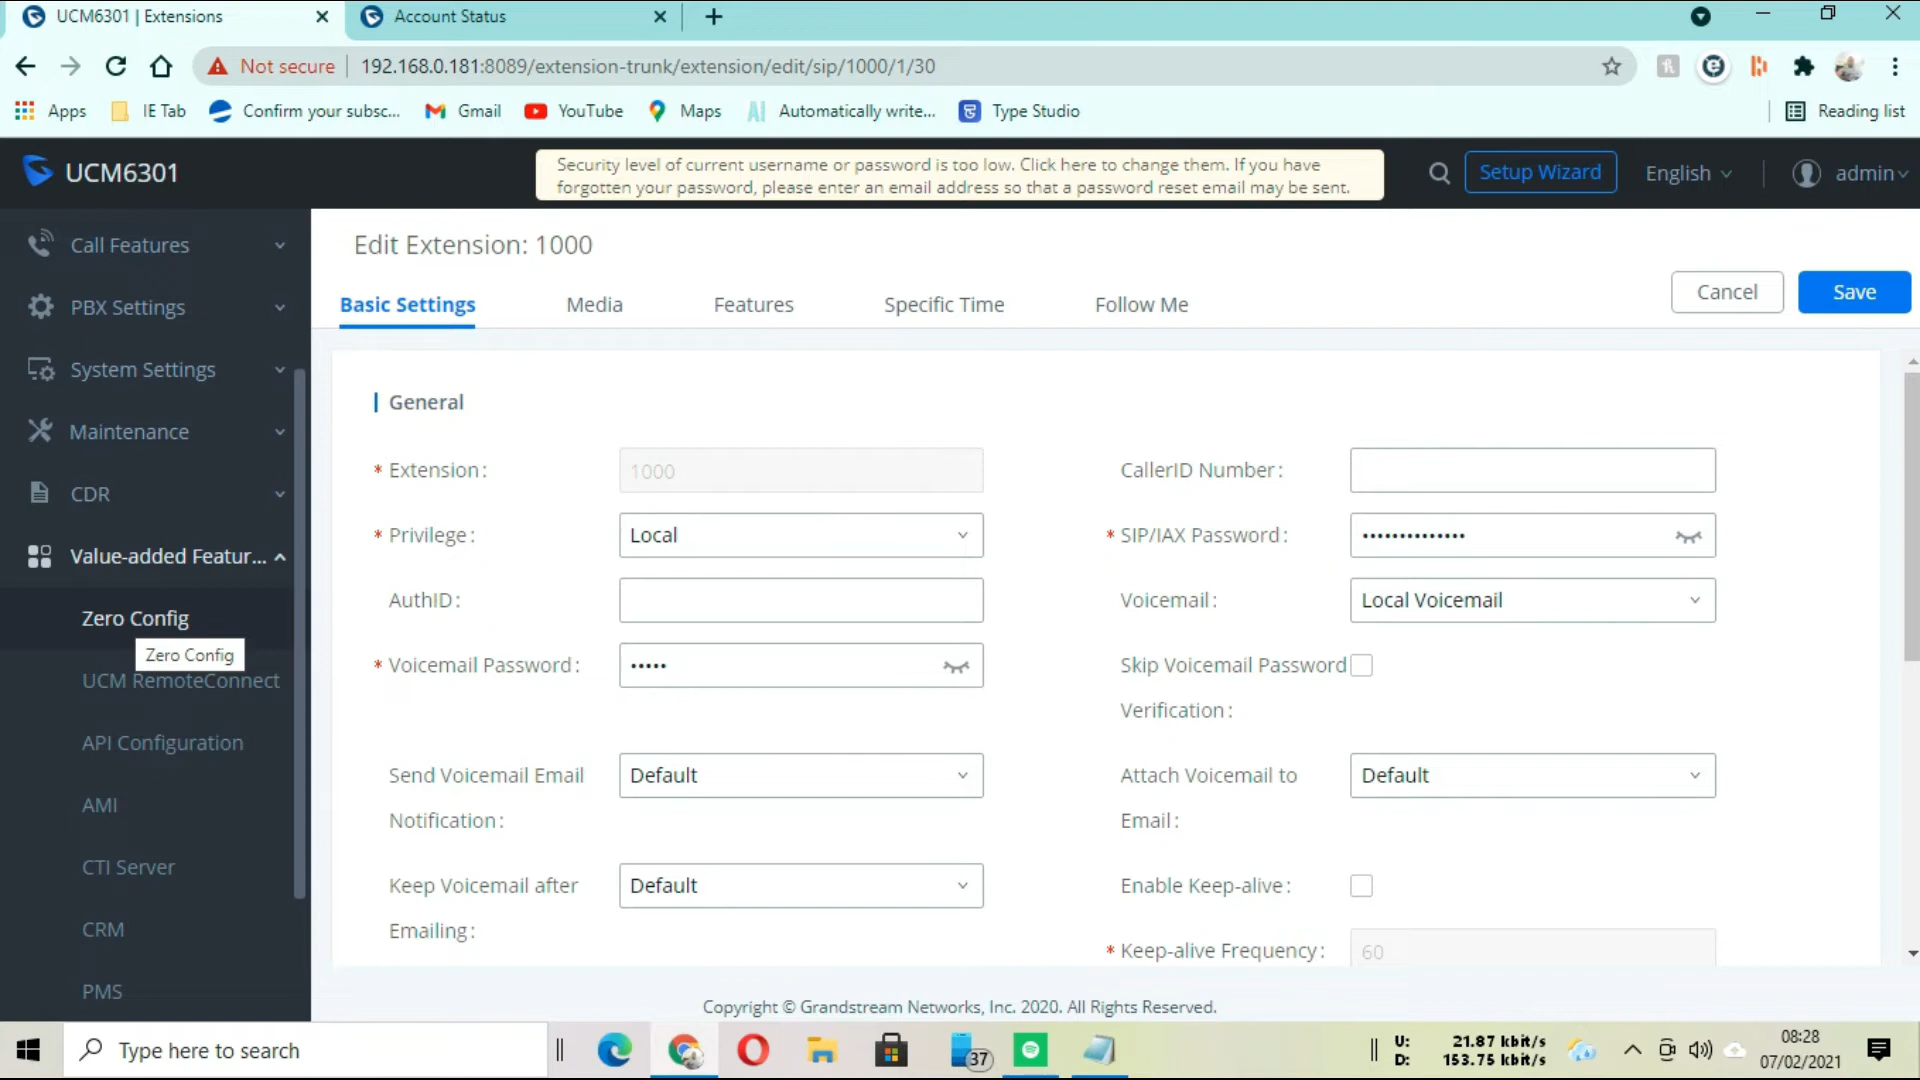 UCM6301 | Extensions
Account Status
Not secure
192.168.0.181:8089/extension-trunk/extension/edit/sip/1000/1/30
Apps
IE Tab
Confirm your subsc...
Gmail
YouTube
Maps
Automatically write...
Type Studio
Reading list
UCM6301
Security level of current username or password is too low. Click here to change them. If you have
forgotten your password, please enter an email address so that a password reset email may be sent.
Setup Wizard
English
admin
Call Features
PBX Settings
System Settings
Maintenance
CDR
Value-added Featur...
Zero Config
Zero Config
UCM RemoteConnect
API Configuration
AMI
CTI Server
CRM
PMS
Edit Extension: 1000
Cancel
Save
Basic Settings
Media
Features
Specific Time
Follow Me
General
* Extension: 1000
CallerID Number:
* Privilege: Local
* SIP/IAX Password: ••••••••••••••
AuthID:
Voicemail: Local Voicemail
* Voicemail Password: •••••
Skip Voicemail Password
Verification:
Send Voicemail Email
Notification:
Default
Attach Voicemail to
Email:
Default
Keep Voicemail after
Emailing:
Default
Enable Keep-alive:
* Keep-alive Frequency: 60
Copyright © Grandstream Networks, Inc. 2020. All Rights Reserved.
Type here to search
37
U: 21.87 kbit/s
D: 153.75 kbit/s
08:28
07/02/2021